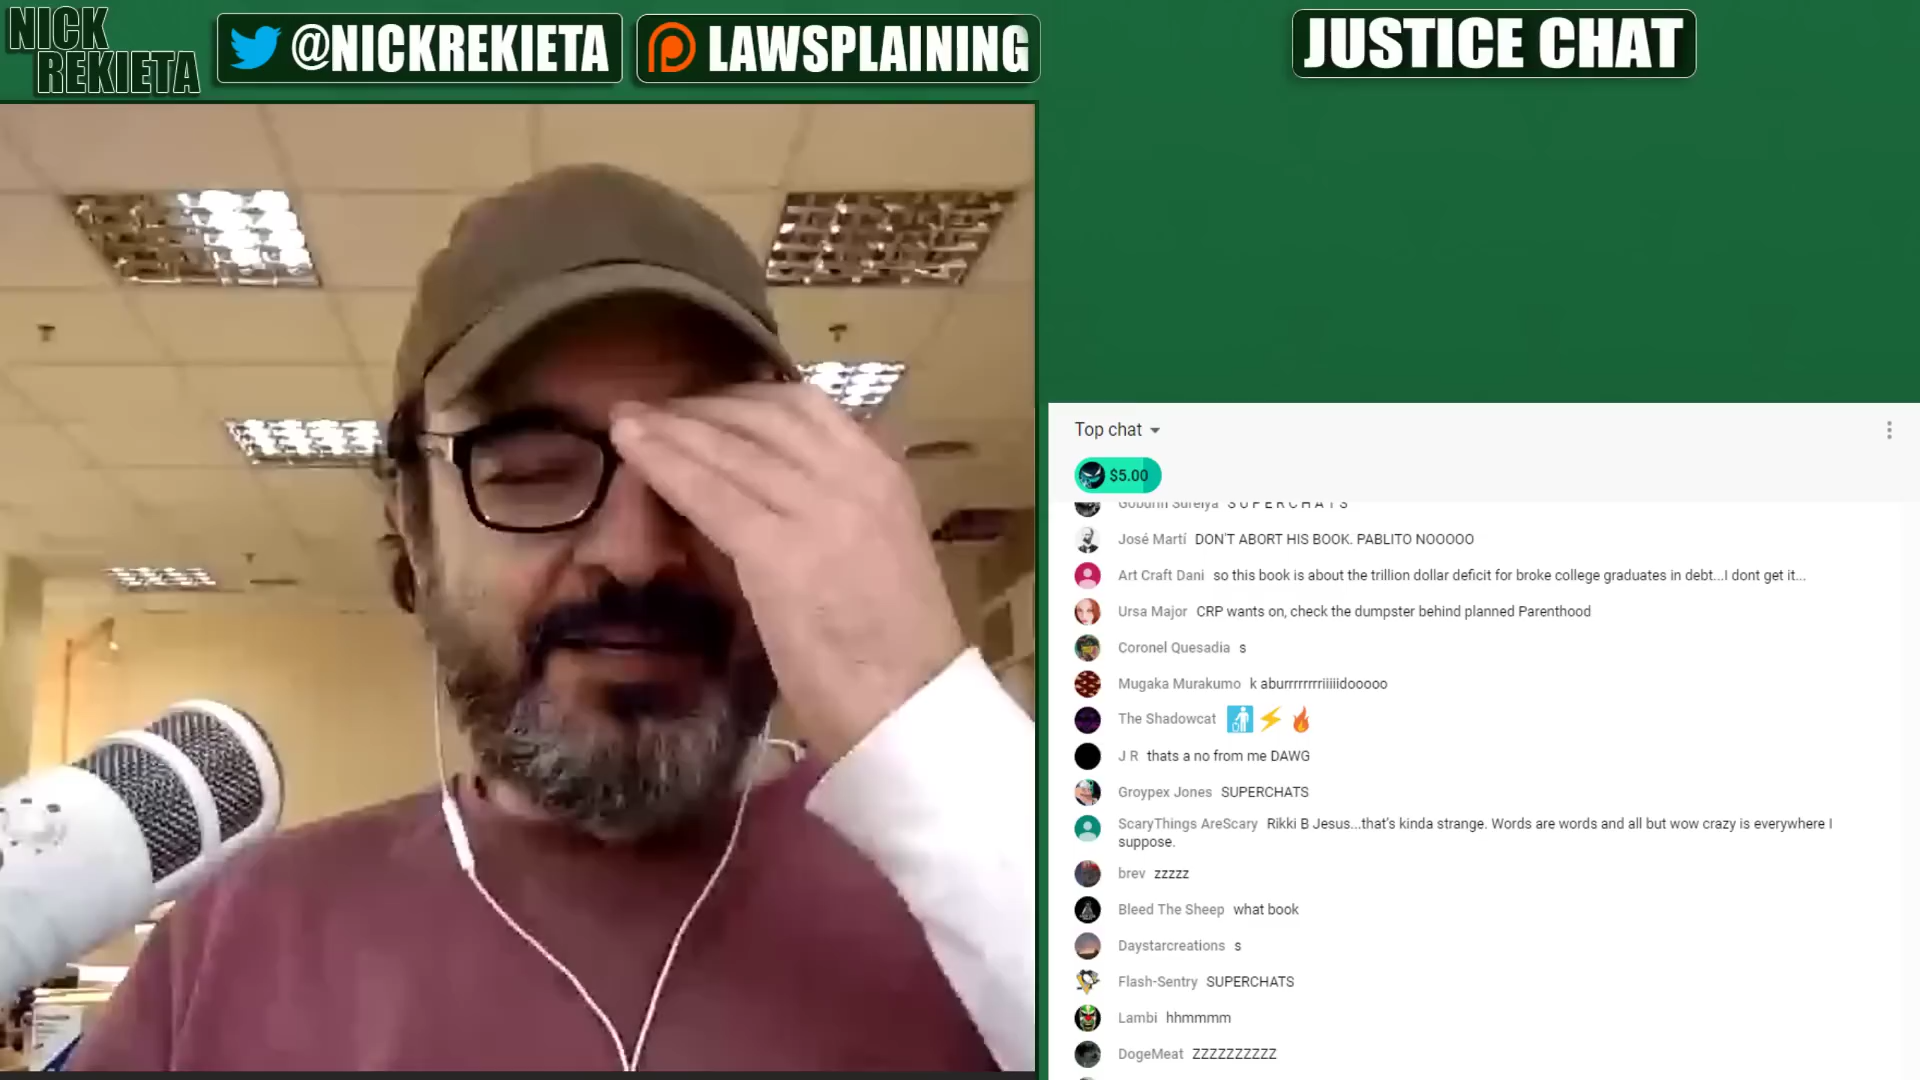 NICK
REKIETA
@NICKREKIETA
LAWSPLAINING
JUSTICE CHAT
Top chat
$5.00
S U P E R C H A T S
José Martí DON'T ABORT HIS BOOK. PABLITO NOOOOO
Art Craft Dani so this book is about the trillion dollar deficit for broke college graduates in debt...I dont get it...
Ursa Major CRP wants on, check the dumpster behind planned Parenthood
Coronel Quesadia s
Mugaka Murakumo k aburrrrrrrriiiiidooooo
The Shadowcat
J R thats a no from me DAWG
Groypex Jones SUPERCHATS
ScaryThings AreScary Rikki B Jesus...that's kinda strange. Words are words and all but wow crazy is everywhere I
suppose.
brev zzzzz
Bleed The Sheep what book
Daystarcreations s
Flash-Sentry SUPERCHATS
Lambi hhmmmm
DogeMeat ZZZZZZZZZZ